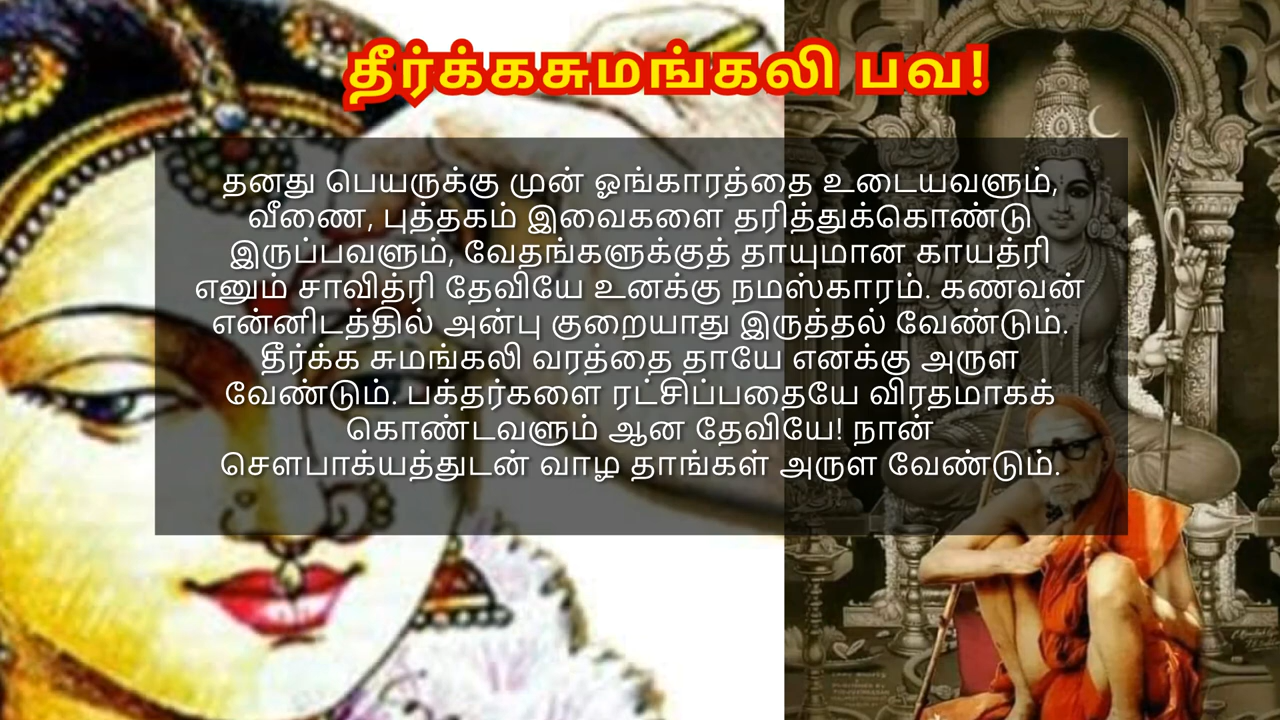 தீர்க்கசுமங்கலி பவ!
தனது பெயருக்கு முன் ஓங்காரத்தை உடையவளும்,
வீணை, புத்தகம் இவைகளை தரித்துக்கொண்டு
இருப்பவளும், வேதங்களுக்குத் தாயுமான காயத்ரி
எனும் சாவித்ரி தேவியே உனக்கு நமஸ்காரம். கணவன்
என்னிடத்தில் அன்பு குறையாது இருத்தல் வேண்டும்.
தீர்க்க சுமங்கலி வரத்தை தாயே எனக்கு அருள
வேண்டும். பக்தர்களை ரட்சிப்பதையே விரதமாகக்
கொண்டவளும் ஆன தேவியே! நான்
சௌபாக்யத்துடன் வாழ தாங்கள் அருள வேண்டும்.